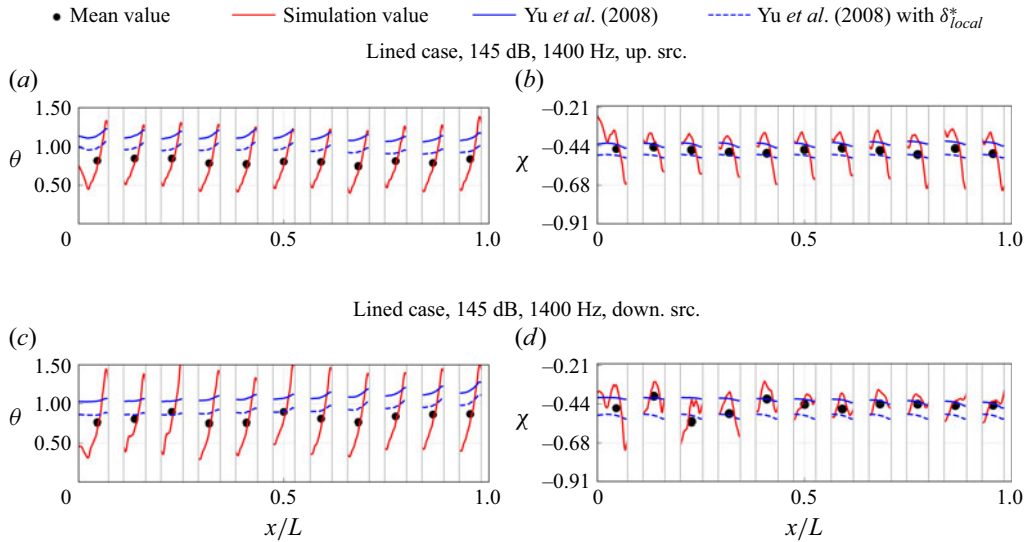 Mean value Simulation value Yu et al. (2008) Yu et al. (2008) with δ*local
Lined case, 145 dB, 1400 Hz, up. src.
(a) (b)
1.50
1.00
θ
0.50
0 0.5 1.0
–0.21
–0.44
χ
–0.68
–0.91
0 0.5 1.0
Lined case, 145 dB, 1400 Hz, down. src.
(c) (d)
1.50
1.00
θ
0.50
0 0.5 1.0
x/L
–0.21
–0.44
χ
–0.68
–0.91
0 0.5 1.0
x/L